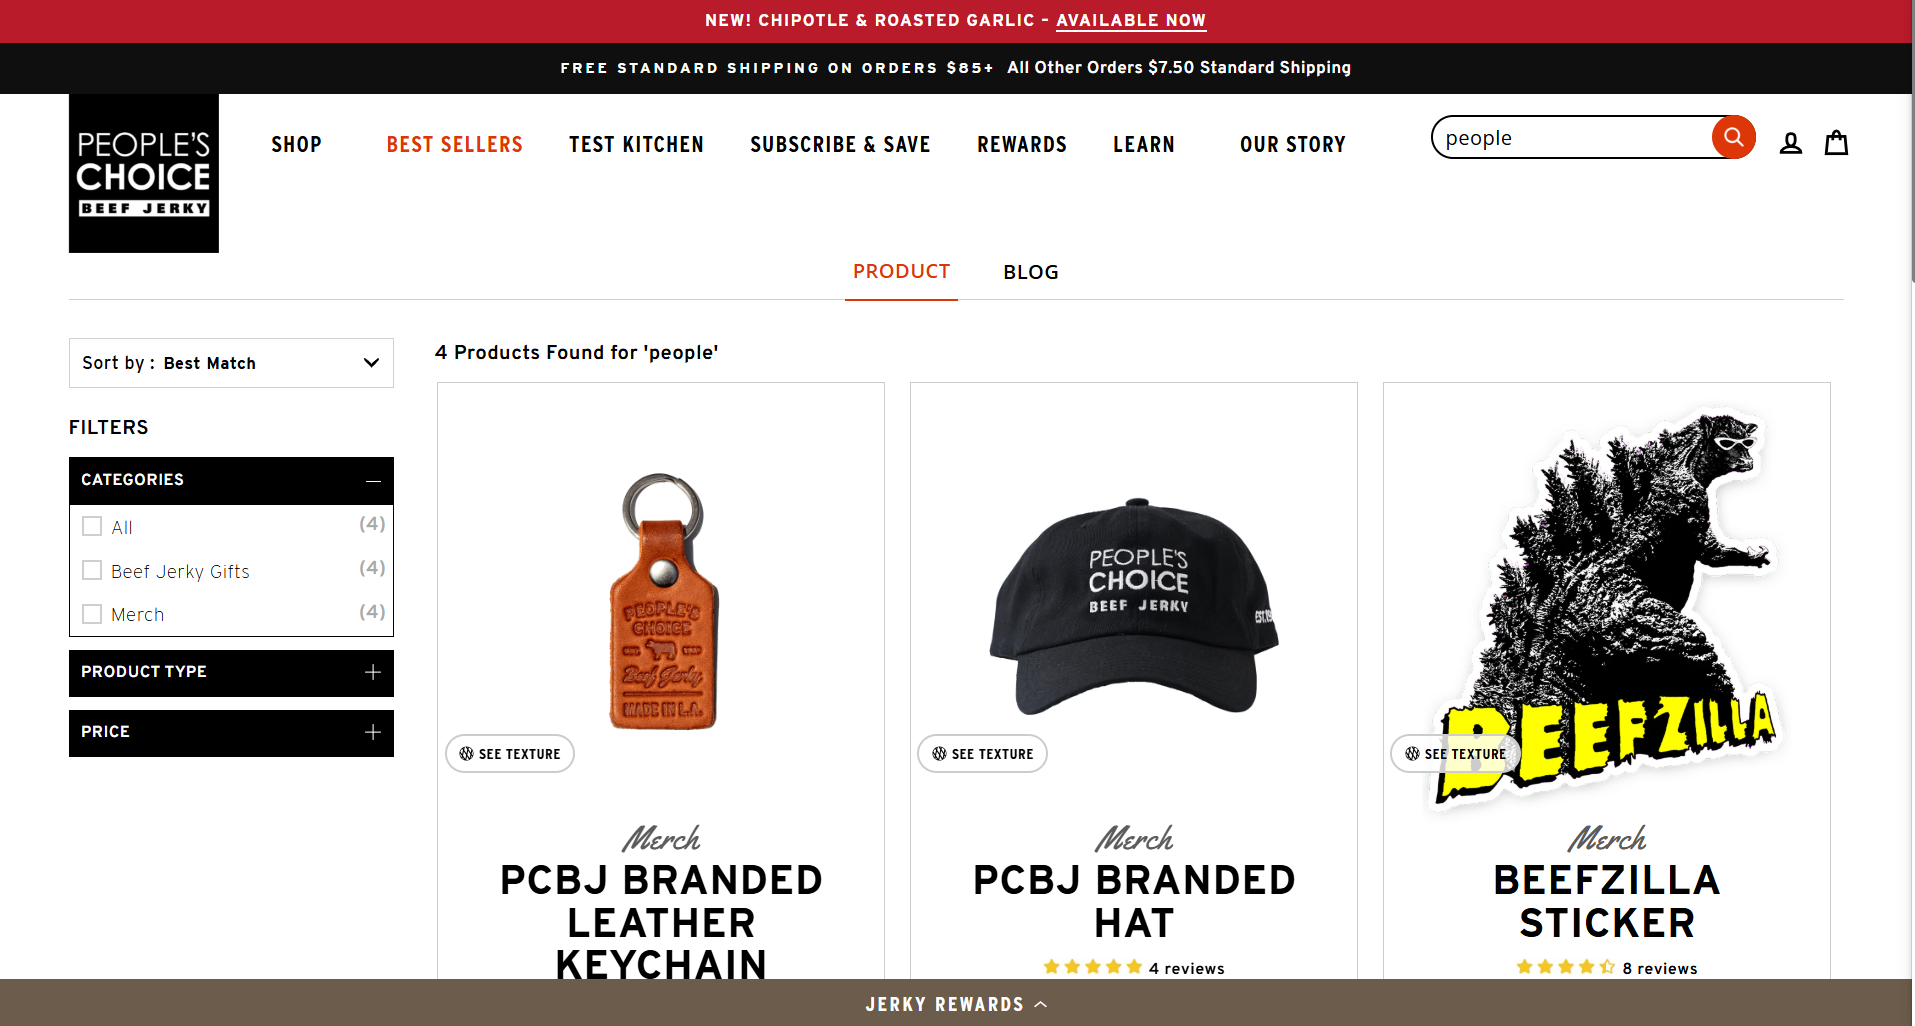 NEW! CHIPOTLE & ROASTED GARLIC - AVAILABLE NOW
FREE STANDARD SHIPPING ON ORDERS $85+ All Other Orders $7.50 Standard Shipping
PEOPLE'S
CHOICE
BEEF JERKY
SHOP
BEST SELLERS
TEST KITCHEN
SUBSCRIBE & SAVE
REWARDS
LEARN
OUR STORY
people
PRODUCT
BLOG
Sort by : Best Match
4 Products Found for 'people'
FILTERS
CATEGORIES
All (4)
Beef Jerky Gifts (4)
Merch (4)
PRODUCT TYPE
PRICE
PEOPLE'S
CHOICE
Beef Jerky
MADE IN L.A.
SEE TEXTURE
Merch
PCBJ BRANDED
LEATHER
KEYCHAIN
PEOPLE'S
CHOICE
BEEF JERKY
SEE TEXTURE
Merch
PCBJ BRANDED
HAT
4 reviews
BEEFZILLA
SEE TEXTURE
Merch
BEEFZILLA
STICKER
8 reviews
JERKY REWARDS